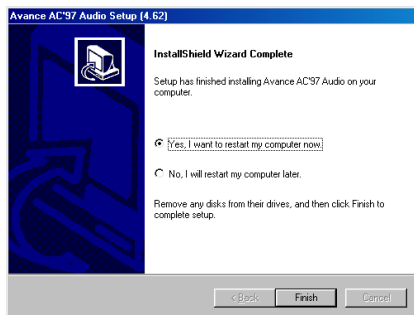 Avance AC'97 Audio Setup (4.62)
InstallShield Wizard Complete
Setup has finished installing Avance AC'97 Audio on your
computer.
Yes, I want to restart my computer now.
No, I will restart my computer later.
Remove any disks from their drives, and then click Finish to
complete setup.
< Back Finish Cancel